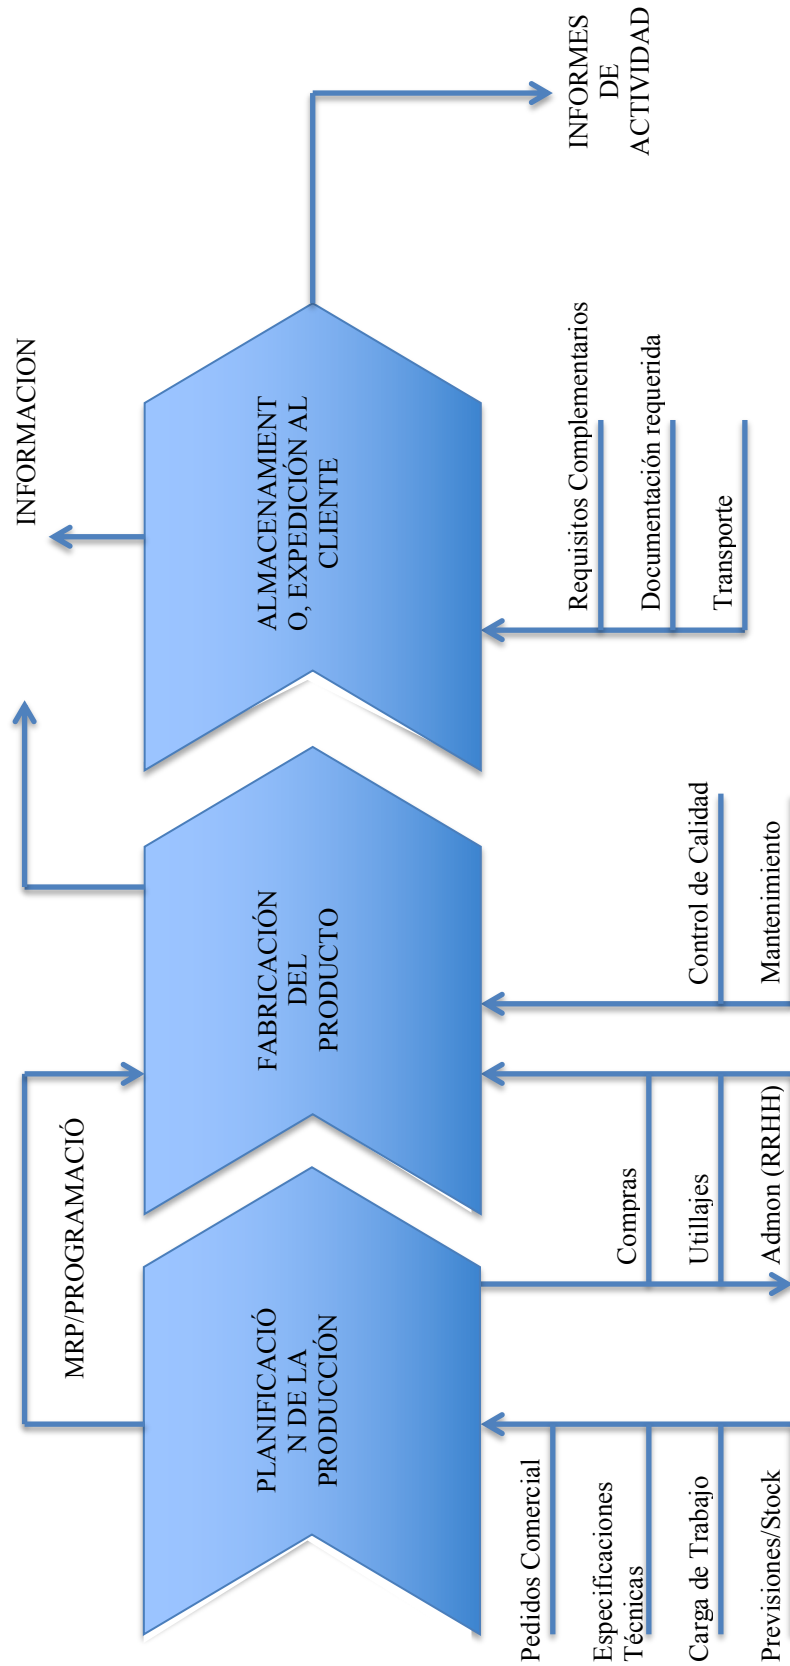 MRP/PROGRAMACIÓ
INFORMACION
PLANIFICACIÓ
N DE LA
PRODUCCIÓN
FABRICACIÓN
DEL
PRODUCTO
ALMACENAMIENT
O, EXPEDICIÓN AL
CLIENTE
Pedidos Comercial
Especificaciones
Técnicas
Carga de Trabajo
Previsiones/Stock
Compras
Utillajes
Admon (RRHH)
Control de Calidad
Mantenimiento
Requisitos Complementarios
Documentación requerida
Transporte
INFORMES
DE
ACTIVIDAD